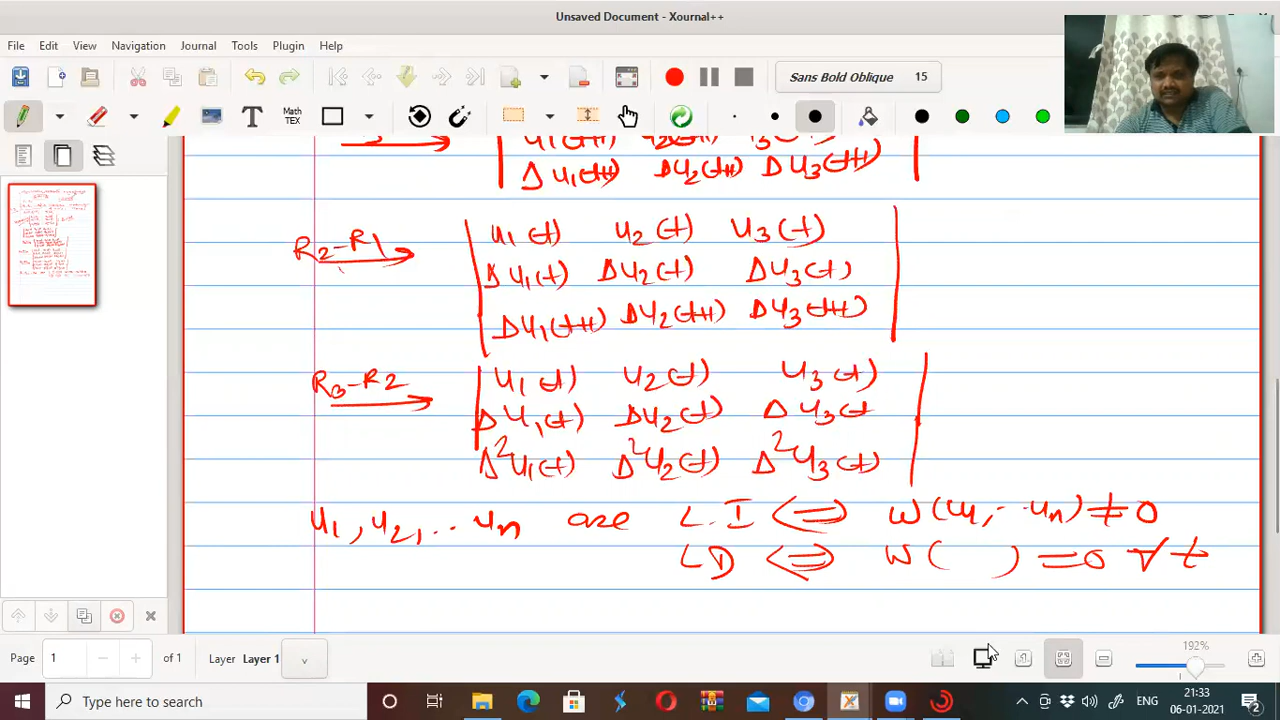 Unsaved Document - Xournal++
File Edit View Navigation Journal Tools Plugin Help
Sans Bold Oblique 15
T Math TEX
Δu₁(t+1) Δu₂(t+1) Δu₃(t+1)
R2-R1 → | u₁(t) u₂(t) u₃(t) |
Δu₁(t) Δu₂(t) Δu₃(t)
Δu₁(t+1) Δu₂(t+1) Δu₃(t+1)
R3-R2 → | u₁(t) u₂(t) u₃(t) |
Δu₁(t) Δu₂(t) Δu₃(t
Δ²u₁(t) Δ²u₂(t) Δ²u₃(t)
u₁, u₂, .. un are L.I ⟺ W(u₁, .. un) ≠ 0
LD ⟺ W( ) = 0 ∀ t
Page 1 of 1 Layer Layer 1 192%
Type here to search
ENG 21:33 06-01-2021 2